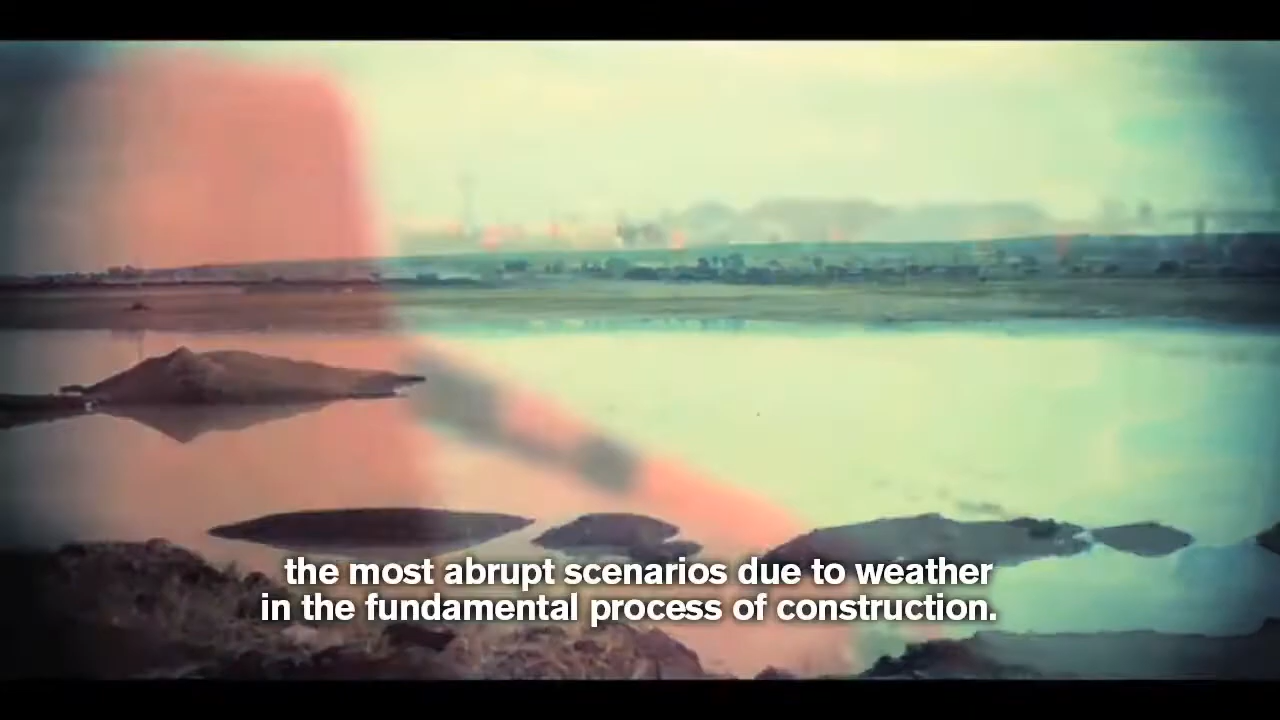 the most abrupt scenarios due to weather
in the fundamental process of construction.